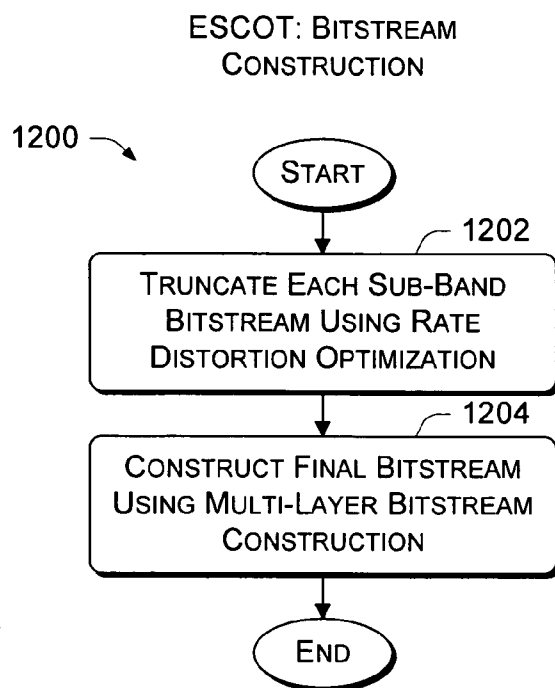 ESCOT: BITSTREAM
CONSTRUCTION
1200
START
1202
TRUNCATE EACH SUB-BAND
BITSTREAM USING RATE
DISTORTION OPTIMIZATION
1204
CONSTRUCT FINAL BITSTREAM
USING MULTI-LAYER BITSTREAM
CONSTRUCTION
END